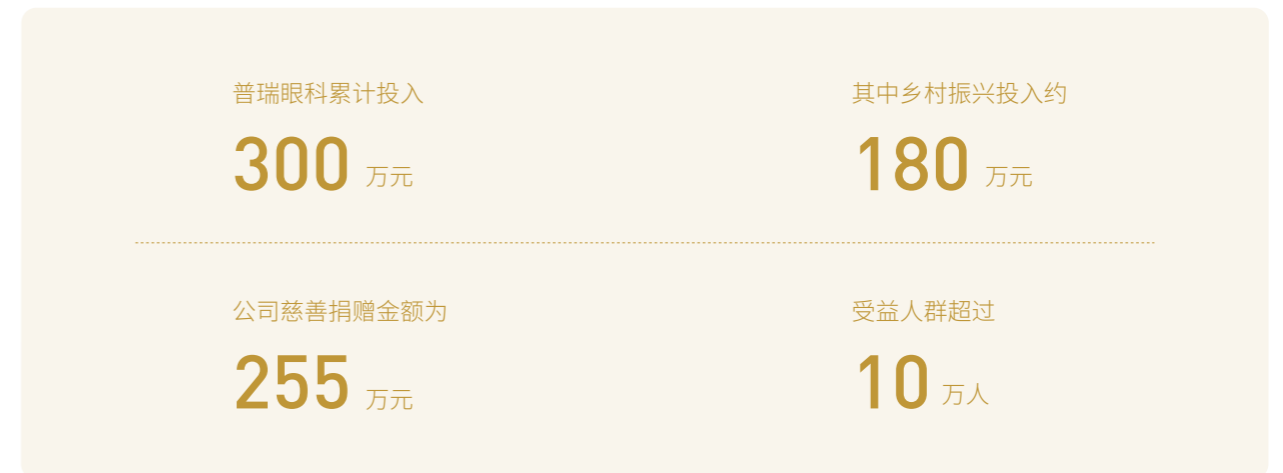 普瑞眼科累计投入
300 万元
其中乡村振兴投入约
180 万元
公司慈善捐赠金额为
255 万元
受益人群超过
10 万人